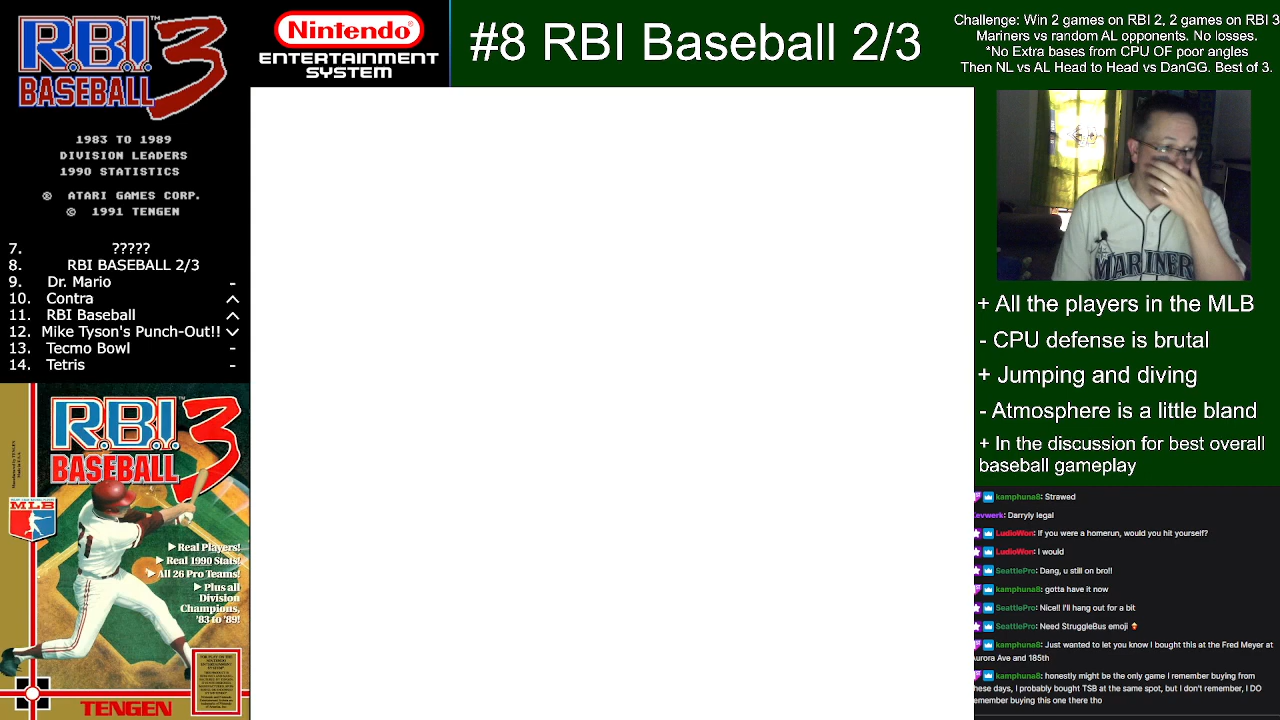 R.B.I. 3
BASEBALL
TM
1983 TO 1989
DIVISION LEADERS
1990 STATISTICS
® ATARI GAMES CORP.
© 1991 TENGEN
7. ?????
8. RBI BASEBALL 2/3
9. Dr. Mario -
10. Contra ^
11. RBI Baseball ^
12. Mike Tyson's Punch-Out!! v
13. Tecmo Bowl -
14. Tetris -
R.B.I. 3
BASEBALL
TM
MLB
21
▶ Real Players!
▶ Real 1990 Stats!
▶ All 26 Pro Teams!
▶ Plus all
Division
Champions,
'83 to '89!
TENGEN
Nintendo®
ENTERTAINMENT
SYSTEM
#8 RBI Baseball 2/3
Challenge: Win 2 games on RBI 2, 2 games on RBI 3
Mariners vs random AL opponents. No losses.
*No Extra bases from CPU OF poor angles
Then NL vs AL Head to Head vs DanGG. Best of 3.
MARINER
+ All the players in the MLB
- CPU defense is brutal
+ Jumping and diving
- Atmosphere is a little bland
+ In the discussion for best overall
baseball gameplay
kamphuna8: Strawed
evwerk: Darryly legal
LudioWon: If you were a homerun, would you hit yourself?
LudioWon: I would
SeattlePro: Dang, u still on bro!!
kamphuna8: gotta have it now
SeattlePro: Nice!! I'll hang out for a bit
SeattlePro: Need StruggleBus emoji
kamphuna8: Just wanted to let you know I bought this at the Fred Meyer at
urora Ave and 185th
kamphuna8: honestly might be the only game I remember buying from
hese days, I probably bought TSB at the same spot, but I don't remember, I DO
emember buying this one there tho